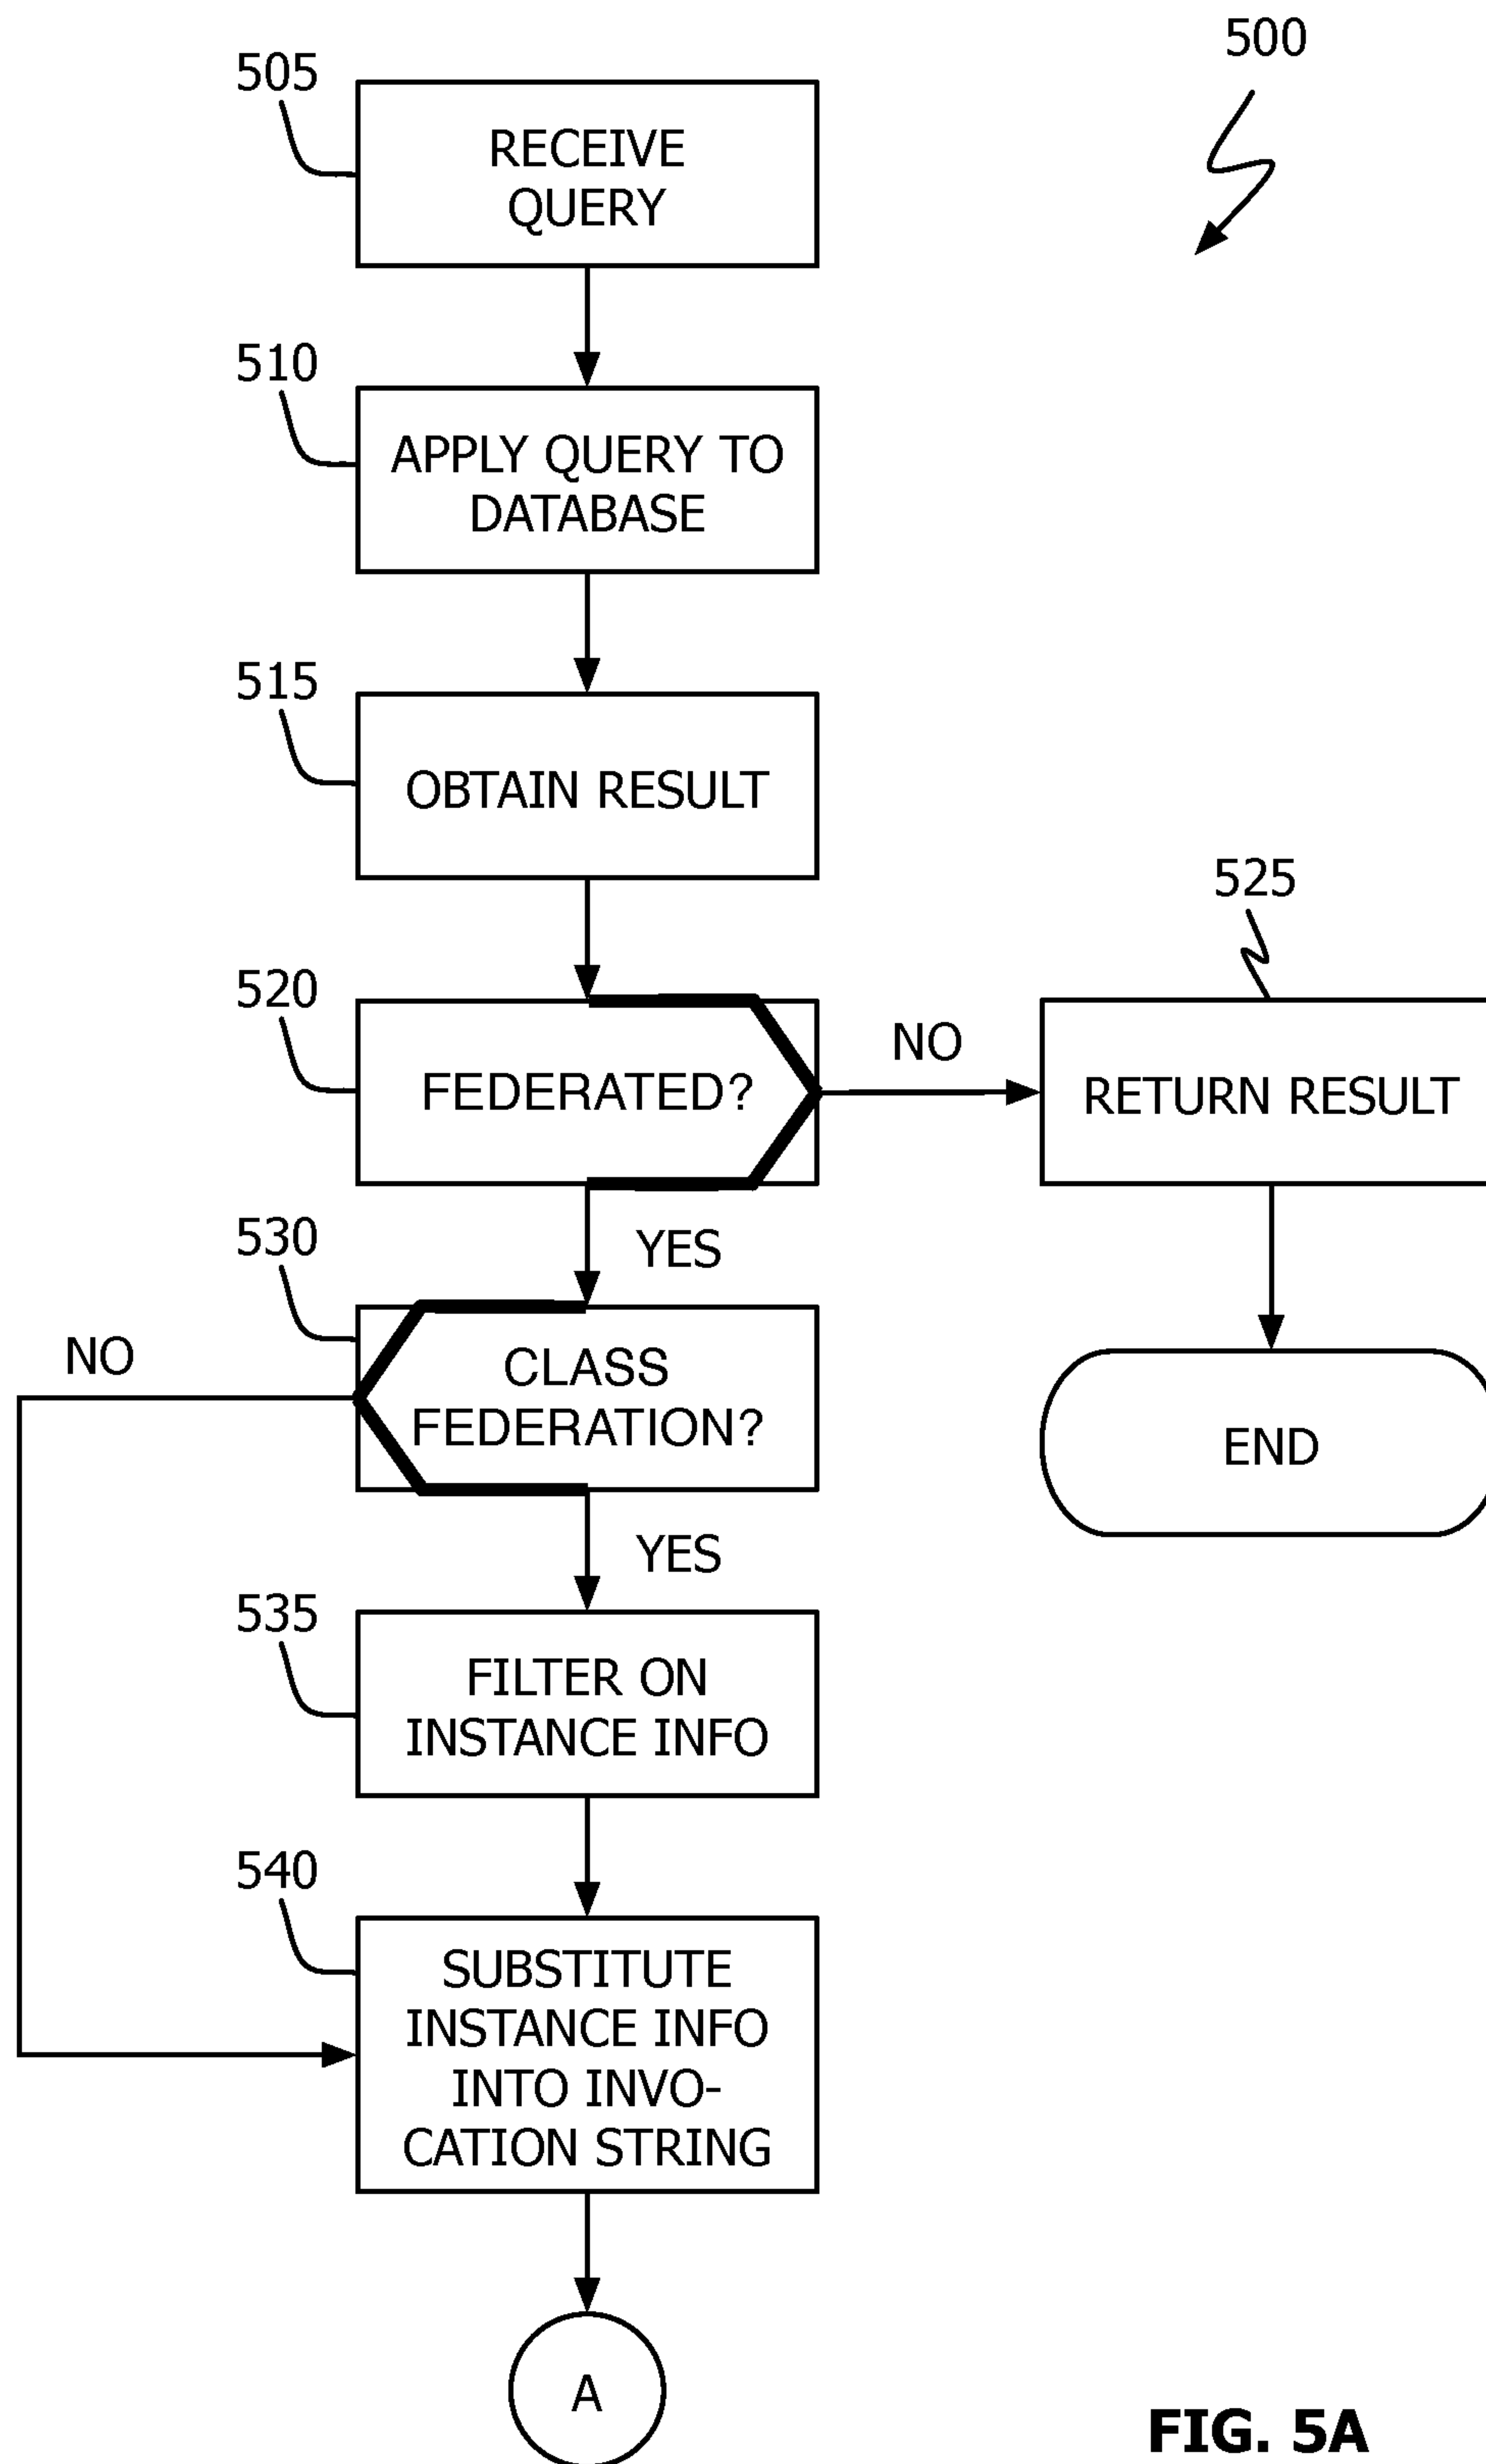 500
505
RECEIVE
QUERY
510
APPLY QUERY TO
DATABASE
515
OBTAIN RESULT
520
FEDERATED?
NO
525
RETURN RESULT
YES
END
530
NO
CLASS
FEDERATION?
YES
535
FILTER ON
INSTANCE INFO
540
SUBSTITUTE
INSTANCE INFO
INTO INVO-
CATION STRING
A
FIG. 5A